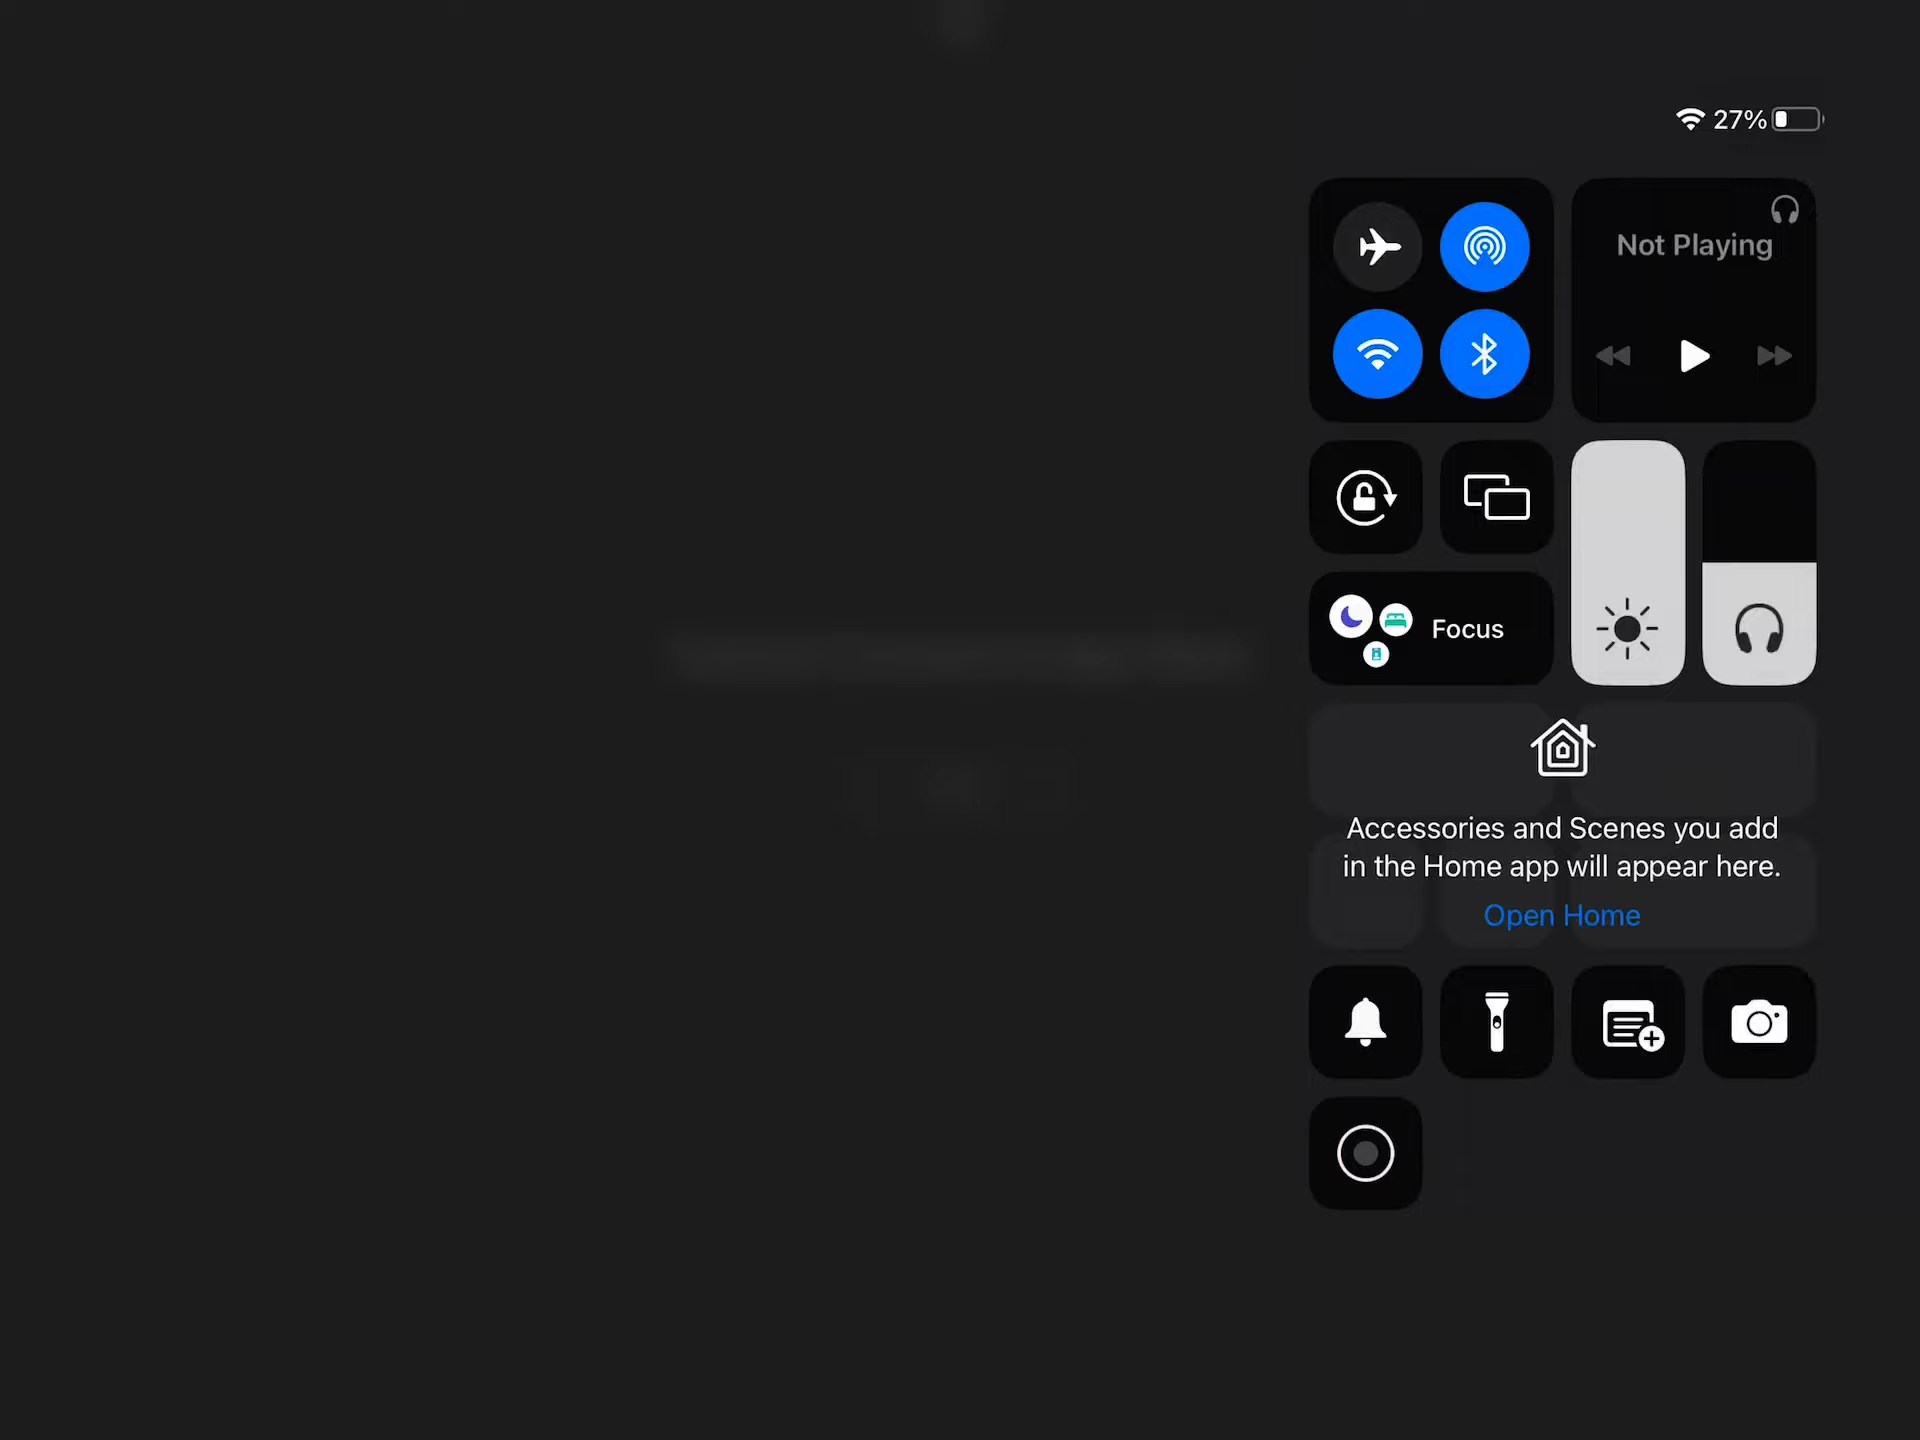 27%
Not Playing
Focus
Accessories and Scenes you add
in the Home app will appear here.
Open Home